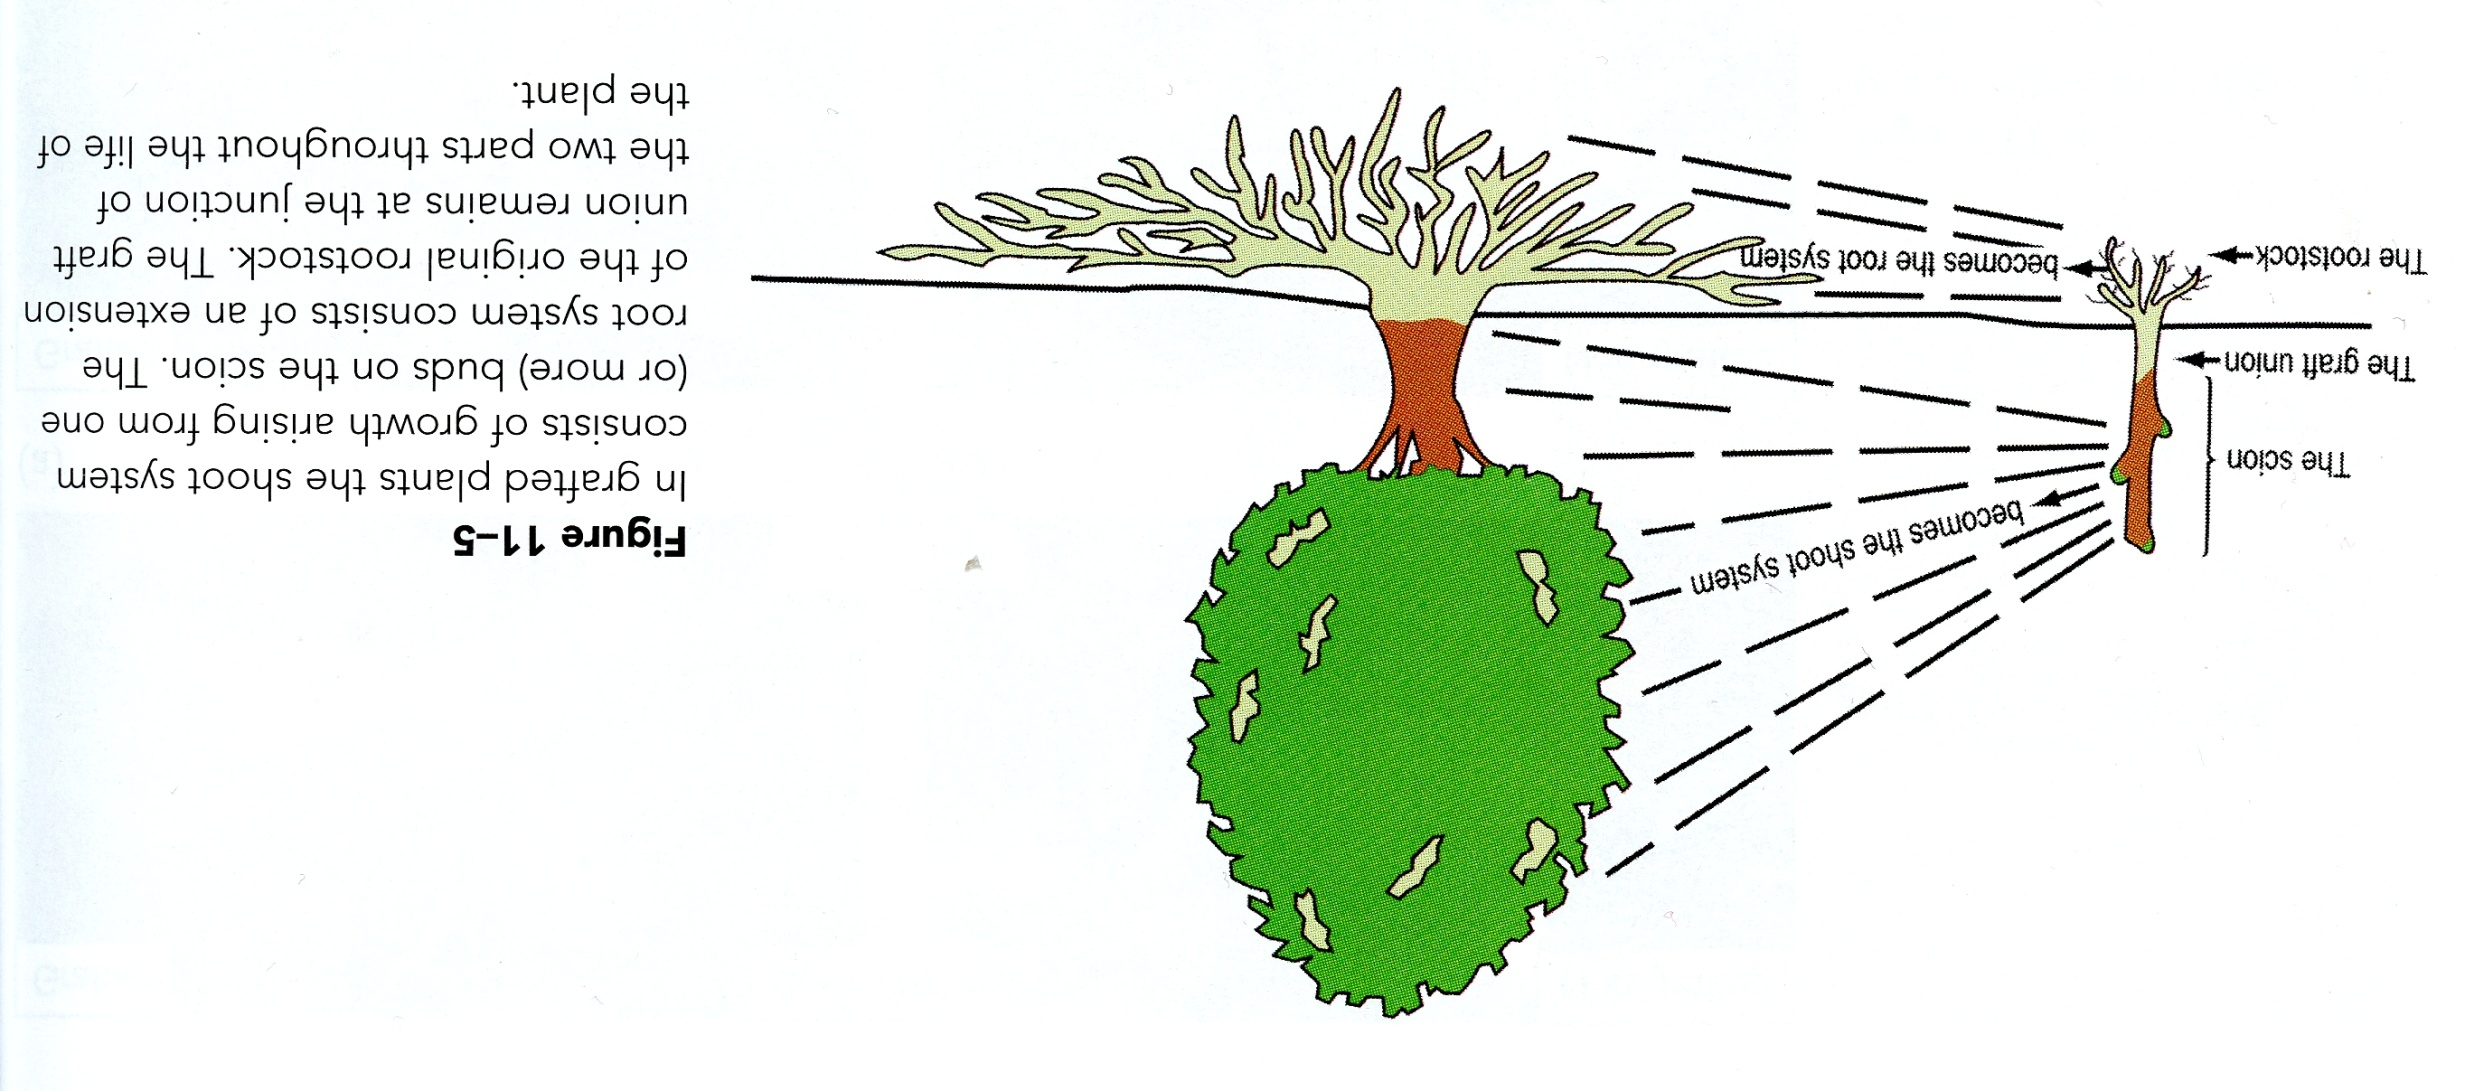 The rootstock
becomes the root system
The graft union
The scion
becomes the shoot system
Figure 11–5
In grafted plants the shoot system
consists of growth arising from one
(or more) buds on the scion. The
root system consists of an extension
of the original rootstock. The graft
union remains at the junction of
the two parts throughout the life of
the plant.